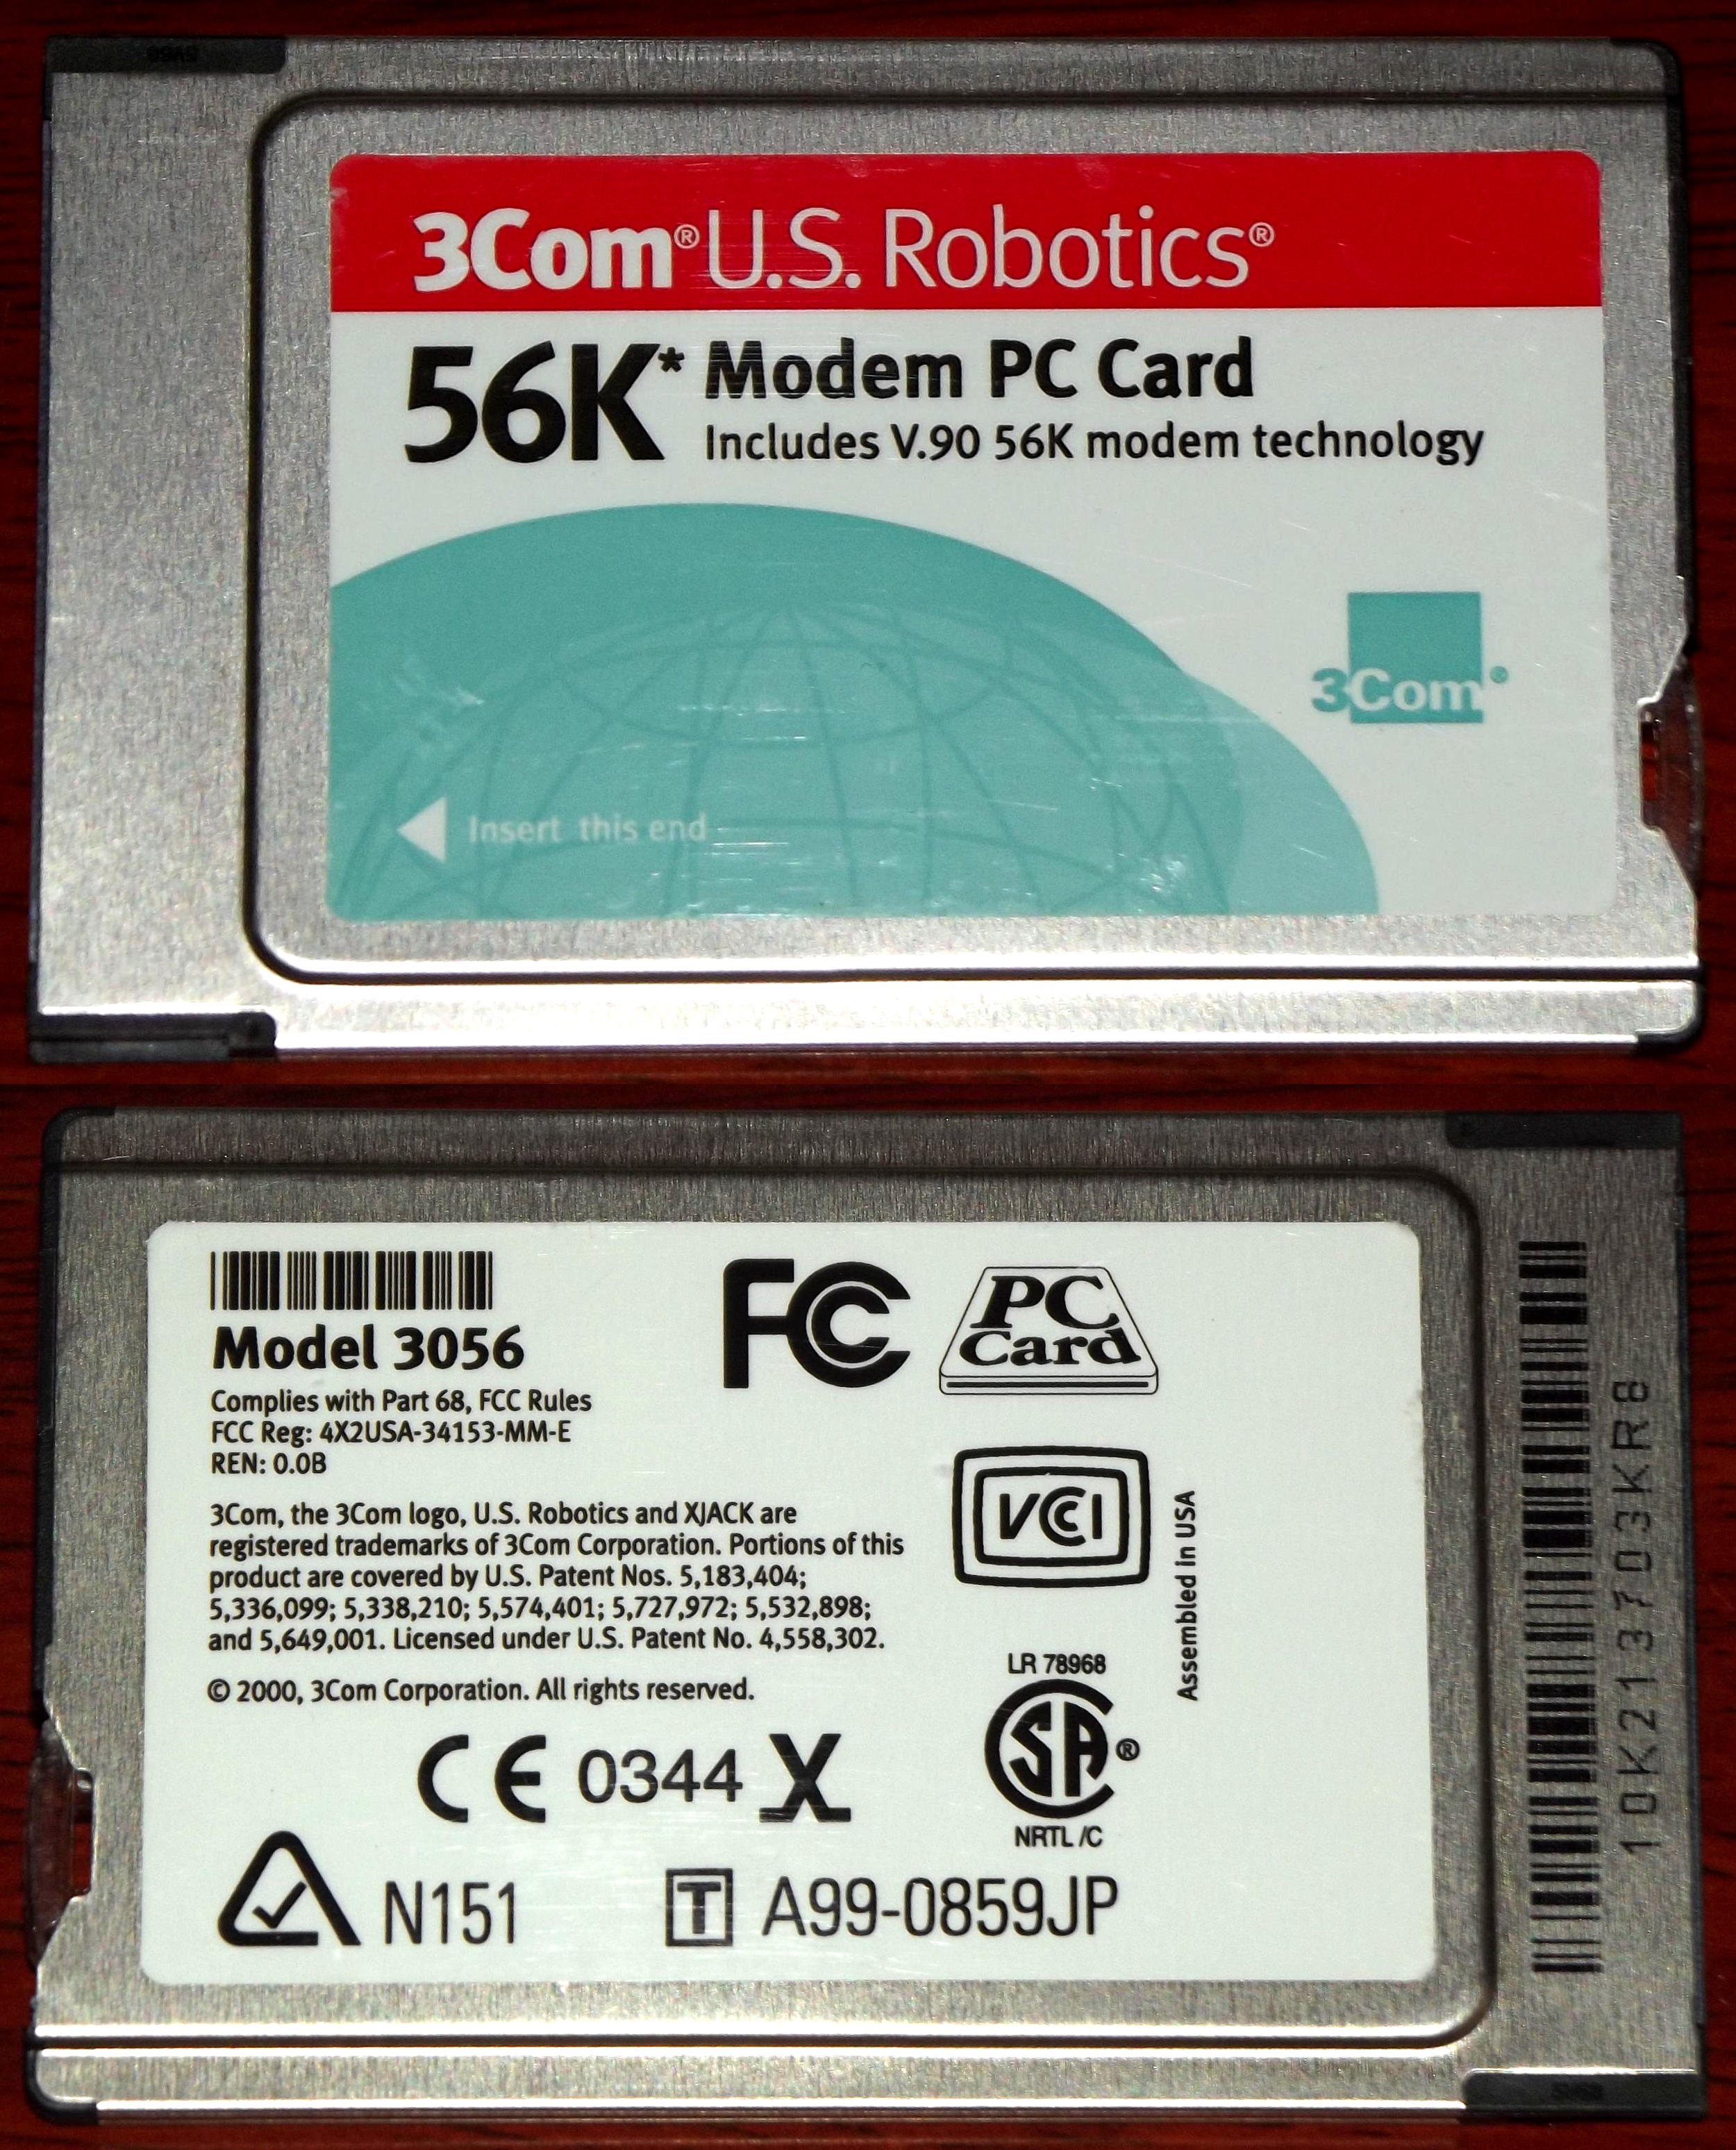 3Com® U.S. Robotics®
56K* Modem PC Card
Includes V.90 56K modem technology
3Com®
Insert this end
Model 3056
Complies with Part 68, FCC Rules
FCC Reg: 4X2USA-34153-MM-E
REN: 0.0B
3Com, the 3Com logo, U.S. Robotics and XJACK are
registered trademarks of 3Com Corporation. Portions of this
product are covered by U.S. Patent Nos. 5,183,404;
5,336,099; 5,338,210; 5,574,401; 5,727,972; 5,532,898;
and 5,649,001. Licensed under U.S. Patent No. 4,558,302.
© 2000, 3Com Corporation. All rights reserved.
CE 0344 X
N151
T A99-0859JP
FC
PC
Card
VCCI
Assembled in USA
LR 78968
SA®
NRTL /C
10K213703KR8